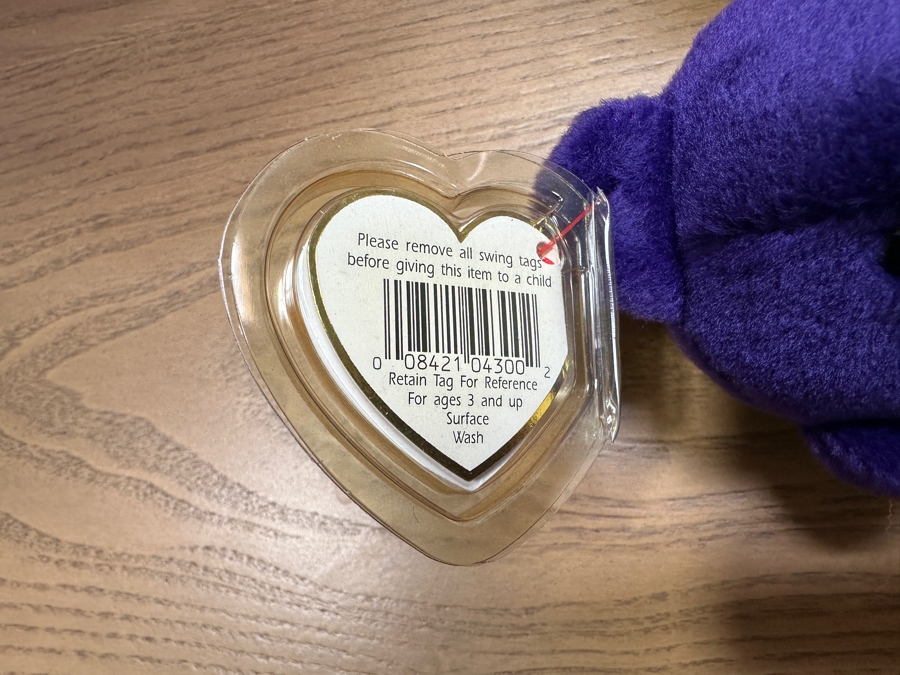 Please remove all swing tags
before giving this item to a child
0 08421 04300 2
Retain Tag For Reference
For ages 3 and up
Surface
Wash